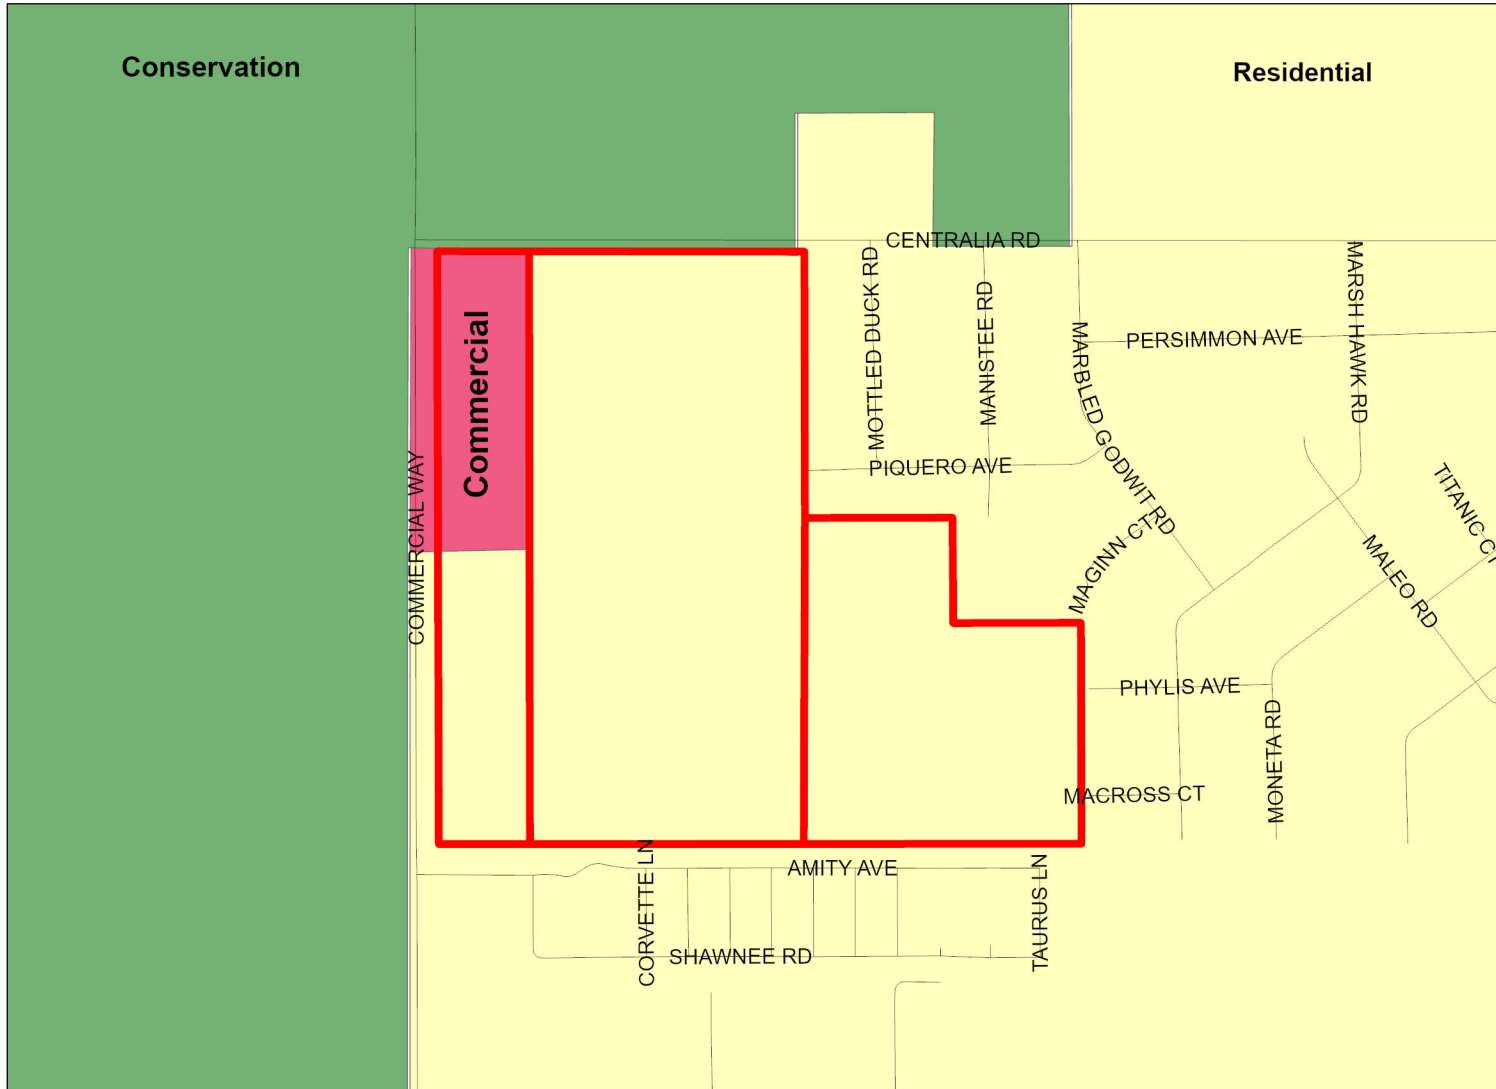 Conservation
Residential
CENTRALIA RD
MOTTLED DUCK RD
MANISTEE RD
MARBLED GODWIT RD
PERSIMMON AVE
MARSH HAWK RD
Commercial
COMMERCIAL WAY
PIQUERO AVE
MAGINN CT
TITANIC CT
MALEO RD
PHYLIS AVE
MONETA RD
MACROSS CT
AMITY AVE
CORVETTE LN
TAURUS LN
SHAWNEE RD